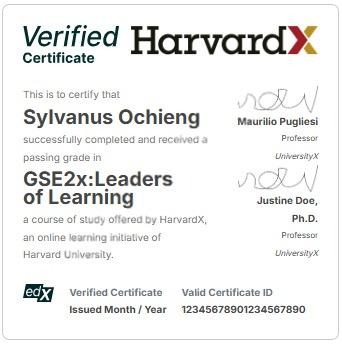 Verified
Certificate
HarvardX
This is to certify that
Sylvanus Ochieng
successfully completed and received a
passing grade in
GSE2x:Leaders
of Learning
a course of study offered by HarvardX,
an online learning initiative of
Harvard University.
Maurilio Pugliesi
Professor
UniversityX
Justine Doe,
Ph.D.
Professor
UniversityX
edX
Verified Certificate
Issued Month / Year
Valid Certificate ID
12345678901234567890